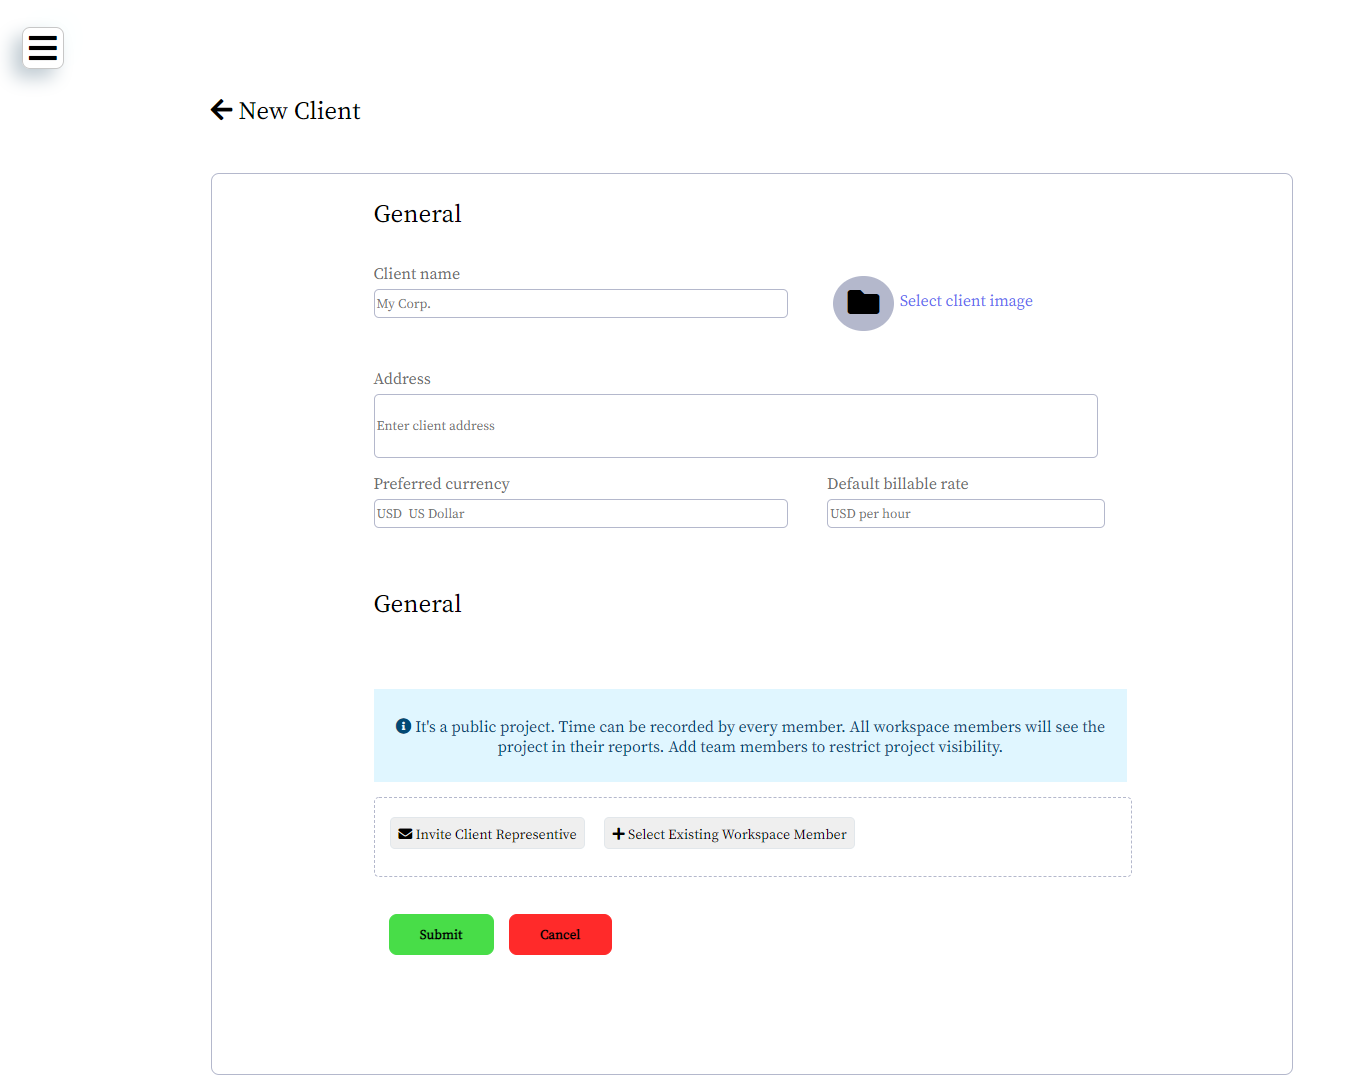 New Client
General
Client name
My Corp.
Select client image
Address
Enter client address
Preferred currency
Default billable rate
USD  US Dollar
USD per hour
General
It's a public project. Time can be recorded by every member. All workspace members will see the
project in their reports. Add team members to restrict project visibility.
Invite Client Representive
Select Existing Workspace Member
Submit
Cancel